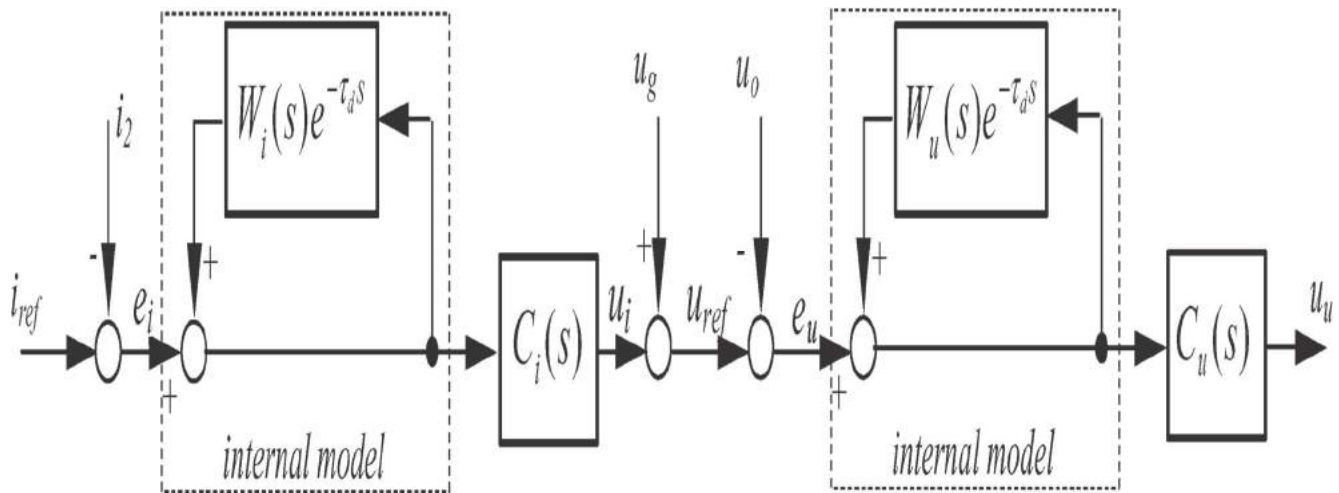 W_i(s)e^{-τ_d s}
i_2
-
+
i_ref
e_i
+
internal model
C_i(s)
u_i
u_g
+
u_ref
u_o
-
e_u
W_u(s)e^{-τ_d s}
+
+
internal model
C_u(s)
u_u